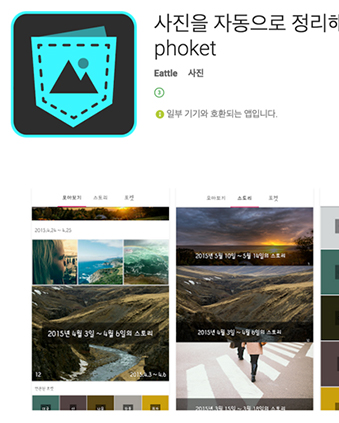 사진을 자동으로 정리해
phoket
Eattle 사진
3
일부 기기와 호환되는 앱입니다.
모아보기 스토리 포켓
2015.4.24 ~ 4.25
2015년 4월 3일 ~ 4월 6일의 스토리
12 2015.4.3 ~ 4.6
모아보기 스토리 포켓
2015년 5월 10일 ~ 5월 14일의 스토리
2015년 4월 3일 ~ 4월 6일의 스토리
2015년 3월 15일 ~ 3월 18일의 스토리